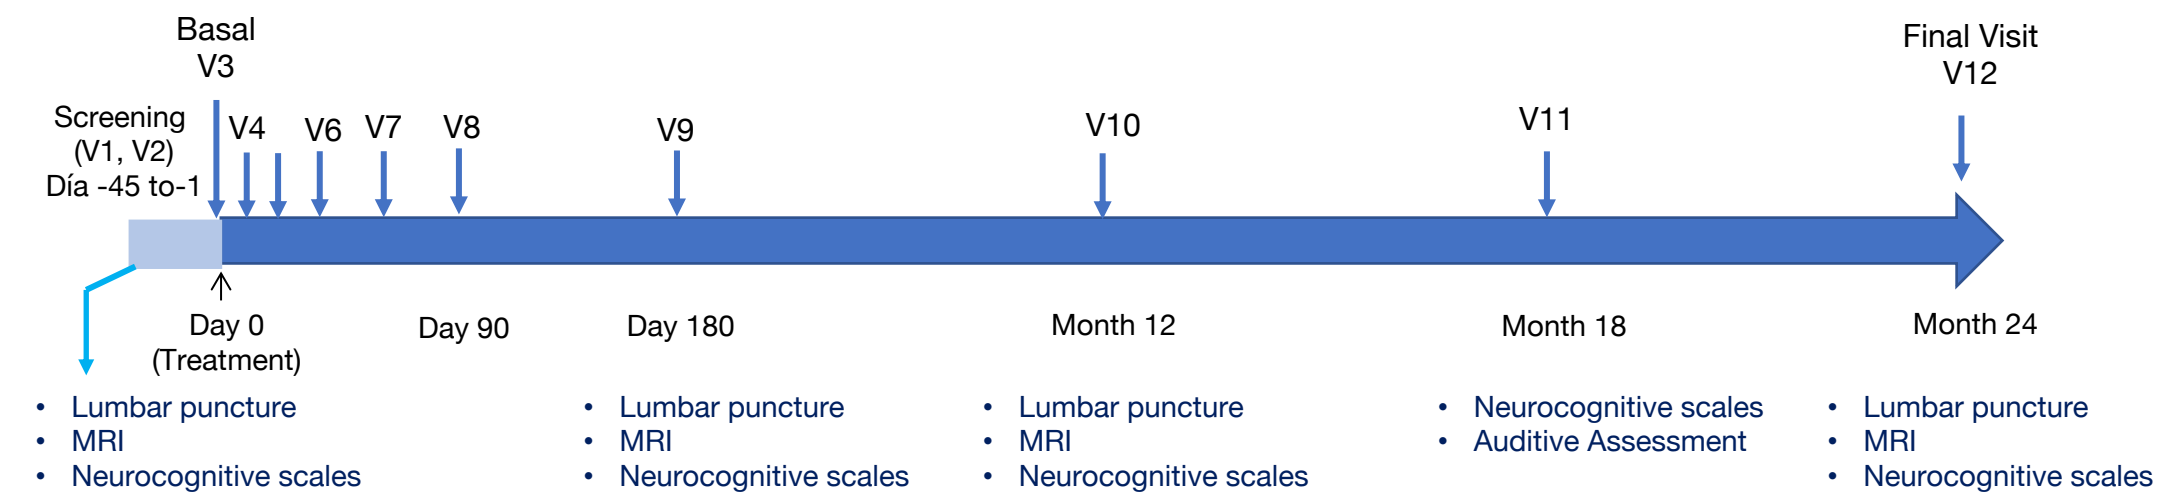 Basal
V3
Screening
(V1, V2)
Día -45 to-1
V4
V6
V7
V8
V9
V10
V11
Final Visit
V12
Day 0
(Treatment)
Day 90
Day 180
Month 12
Month 18
Month 24
• Lumbar puncture
• MRI
• Neurocognitive scales
• Lumbar puncture
• MRI
• Neurocognitive scales
• Lumbar puncture
• MRI
• Neurocognitive scales
• Neurocognitive scales
• Auditive Assessment
• Lumbar puncture
• MRI
• Neurocognitive scales